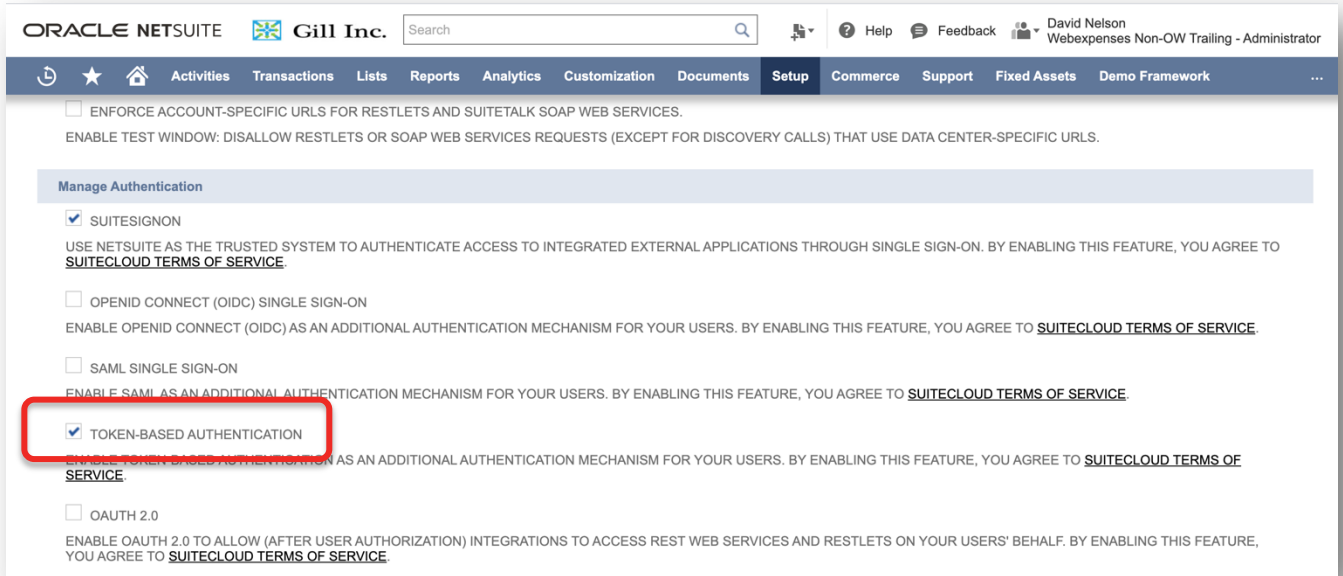 ORACLE NETSUITE Gill Inc. Search Help Feedback David Nelson
Webexpenses Non-OW Trailing - Administrator
Activities Transactions Lists Reports Analytics Customization Documents Setup Commerce Support Fixed Assets Demo Framework ...
ENFORCE ACCOUNT-SPECIFIC URLS FOR RESTLETS AND SUITETALK SOAP WEB SERVICES.
ENABLE TEST WINDOW: DISALLOW RESTLETS OR SOAP WEB SERVICES REQUESTS (EXCEPT FOR DISCOVERY CALLS) THAT USE DATA CENTER-SPECIFIC URLS.
Manage Authentication
SUITESIGNON
USE NETSUITE AS THE TRUSTED SYSTEM TO AUTHENTICATE ACCESS TO INTEGRATED EXTERNAL APPLICATIONS THROUGH SINGLE SIGN-ON. BY ENABLING THIS FEATURE, YOU AGREE TO
SUITECLOUD TERMS OF SERVICE.
OPENID CONNECT (OIDC) SINGLE SIGN-ON
ENABLE OPENID CONNECT (OIDC) AS AN ADDITIONAL AUTHENTICATION MECHANISM FOR YOUR USERS. BY ENABLING THIS FEATURE, YOU AGREE TO SUITECLOUD TERMS OF SERVICE.
SAML SINGLE SIGN-ON
ENABLE SAML AS AN ADDITIONAL AUTHENTICATION MECHANISM FOR YOUR USERS. BY ENABLING THIS FEATURE, YOU AGREE TO SUITECLOUD TERMS OF SERVICE.
TOKEN-BASED AUTHENTICATION
ENABLE TOKEN-BASED AUTHENTICATION AS AN ADDITIONAL AUTHENTICATION MECHANISM FOR YOUR USERS. BY ENABLING THIS FEATURE, YOU AGREE TO SUITECLOUD TERMS OF
SERVICE.
OAUTH 2.0
ENABLE OAUTH 2.0 TO ALLOW (AFTER USER AUTHORIZATION) INTEGRATIONS TO ACCESS REST WEB SERVICES AND RESTLETS ON YOUR USERS' BEHALF. BY ENABLING THIS FEATURE,
YOU AGREE TO SUITECLOUD TERMS OF SERVICE.